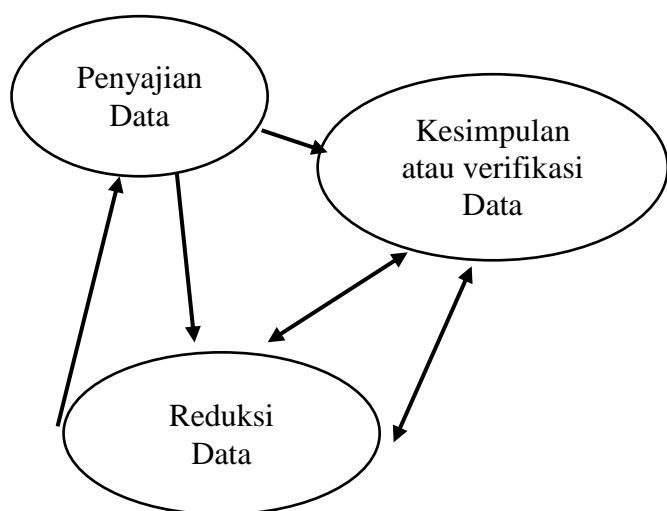 Penyajian
Data
Kesimpulan
atau verifikasi
Data
Reduksi
Data